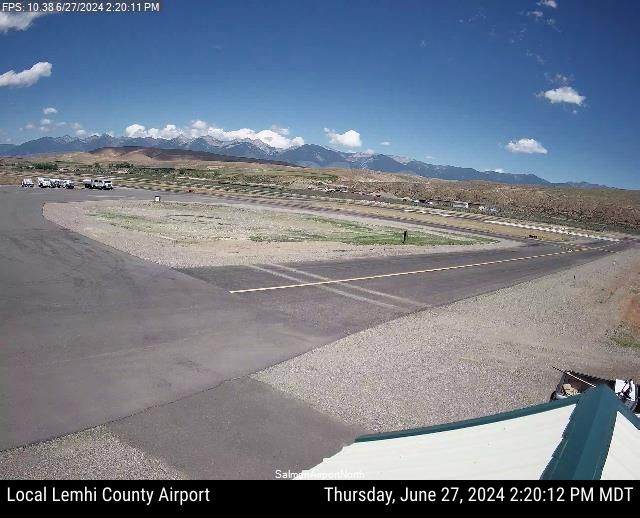 FPS: 10.38 6/27/2024 2:20:11 PM
SalmonAirportNorth
Local Lemhi County Airport Thursday, June 27, 2024 2:20:12 PM MDT